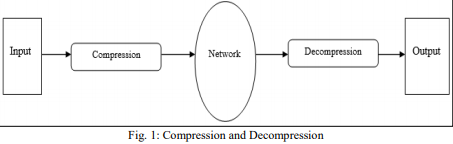 Input
Compression
Network
Decompression
Output
Fig. 1: Compression and Decompression